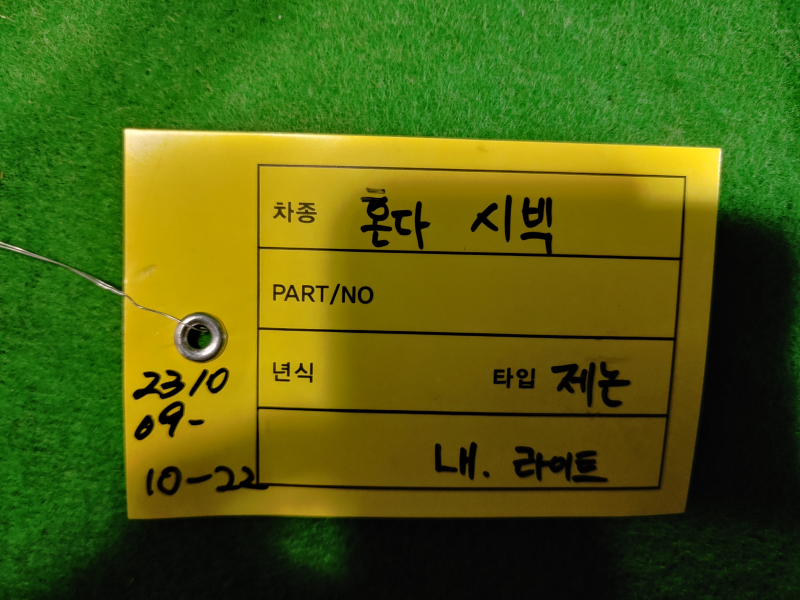 차종 혼다 시빅
PART/NO
년식 타입 제논
내. 라이트
2310
09-
10-22